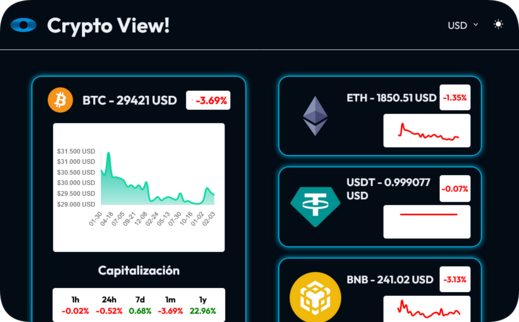 Crypto View!
USD
BTC - 29421 USD
-3.69%
$31.500 USD
$31.000 USD
$30.500 USD
$30.000 USD
$29.500 USD
$29.000 USD
01-30 04-18 07-05 09-21 12-08 02-24 05-13 07-30 10-16 01-02 02-03
Capitalización
1h 24h 7d 1m 1y
-0.02% -0.52% 0.68% -3.69% 22.96%
ETH - 1850.51 USD
-1.35%
USDT - 0.999077
USD
-0.07%
BNB - 241.02 USD
-3.13%